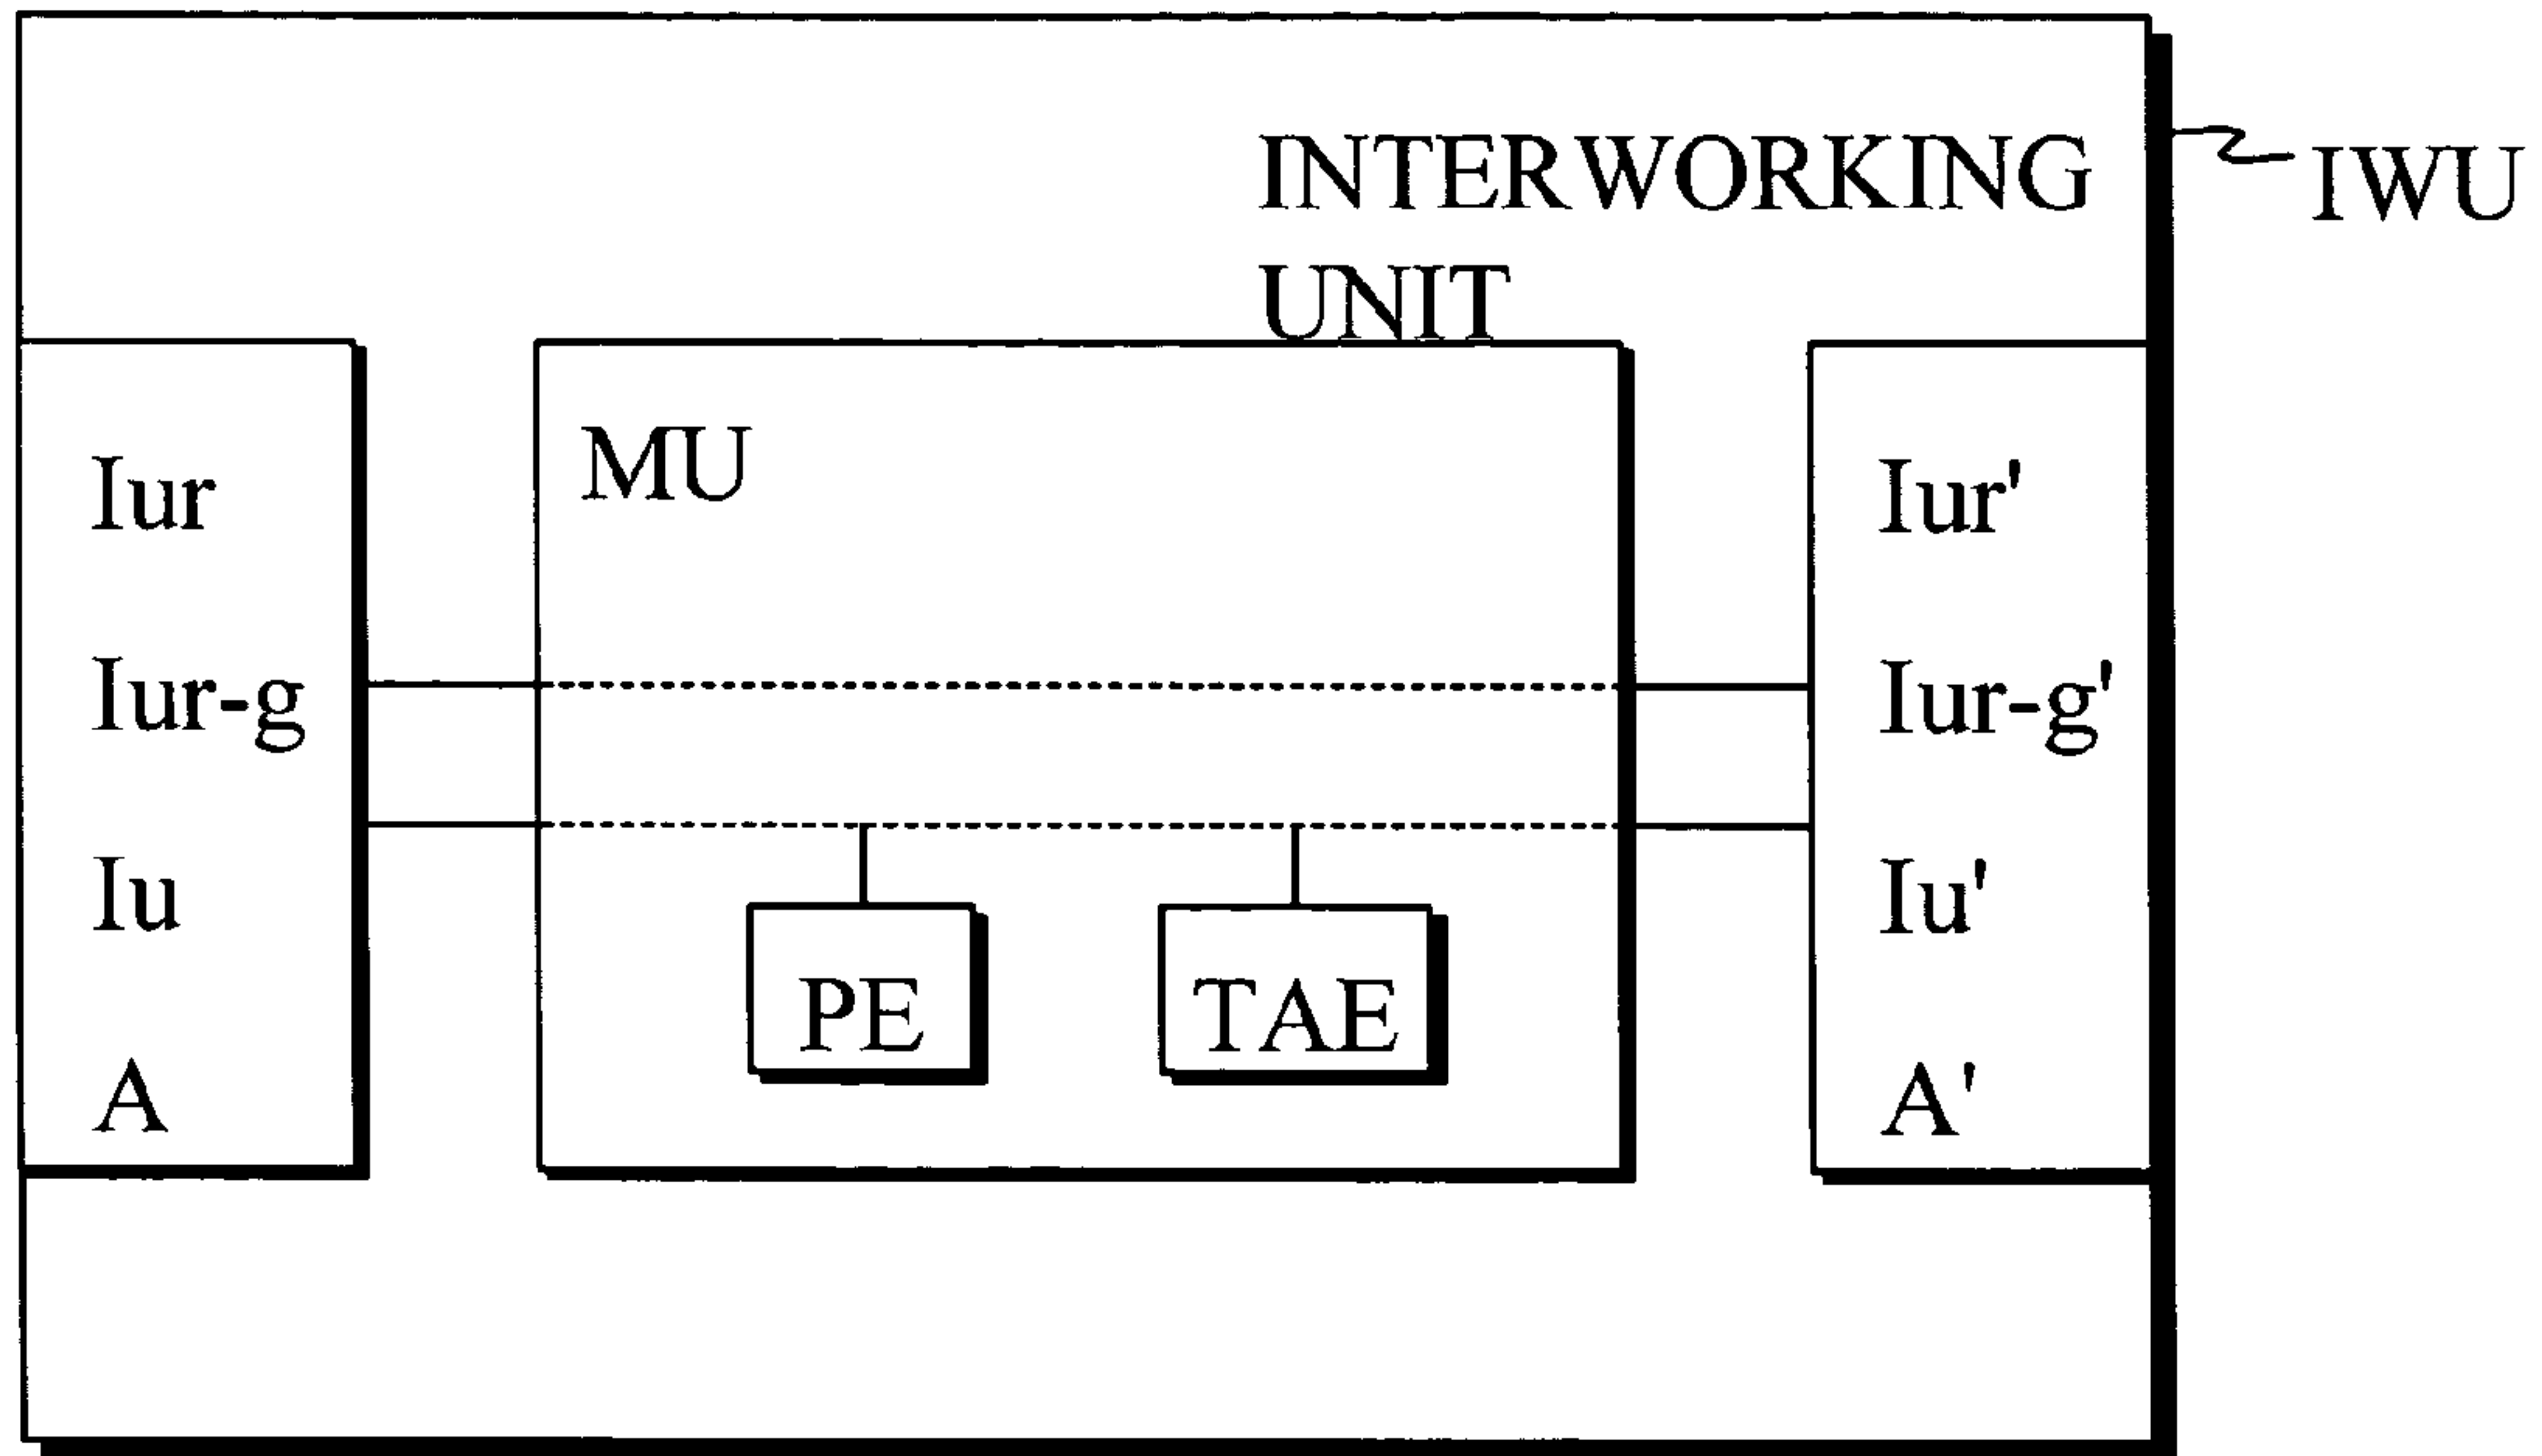 INTERWORKING
UNIT
IWU
Iur
Iur-g
Iu
A
MU
PE
TAE
Iur'
Iur-g'
Iu'
A'